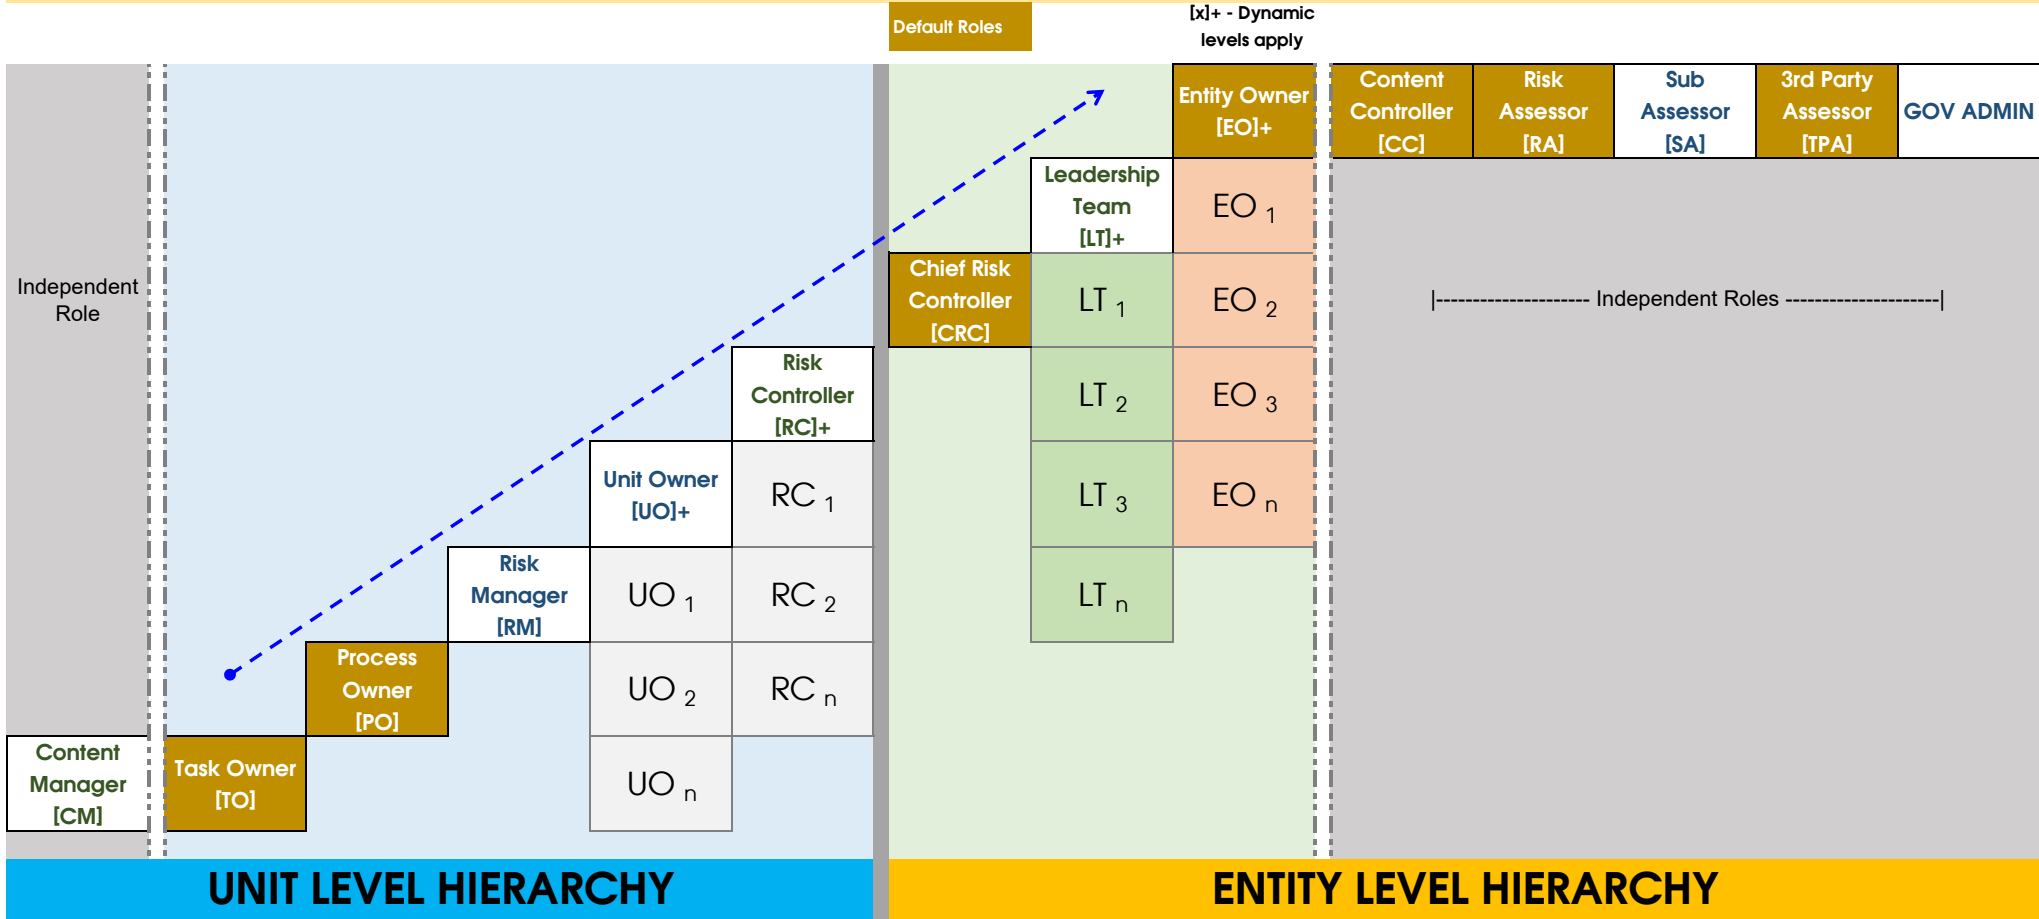 Default Roles
[x]+ - Dynamic
levels apply
Entity Owner
[EO]+
Content
Controller
[CC]
Risk
Assessor
[RA]
Sub
Assessor
[SA]
3rd Party
Assessor
[TPA]
GOV ADMIN
Leadership
Team
[LT]+
EO 1
Independent
Role
Chief Risk
Controller
[CRC]
LT 1
EO 2
|--------------------- Independent Roles ---------------------|
Risk
Controller
[RC]+
LT 2
EO 3
Unit Owner
[UO]+
RC 1
LT 3
EO n
Risk
Manager
[RM]
UO 1
RC 2
LT n
Process
Owner
[PO]
UO 2
RC n
Content
Manager
[CM]
Task Owner
[TO]
UO n
UNIT LEVEL HIERARCHY
ENTITY LEVEL HIERARCHY